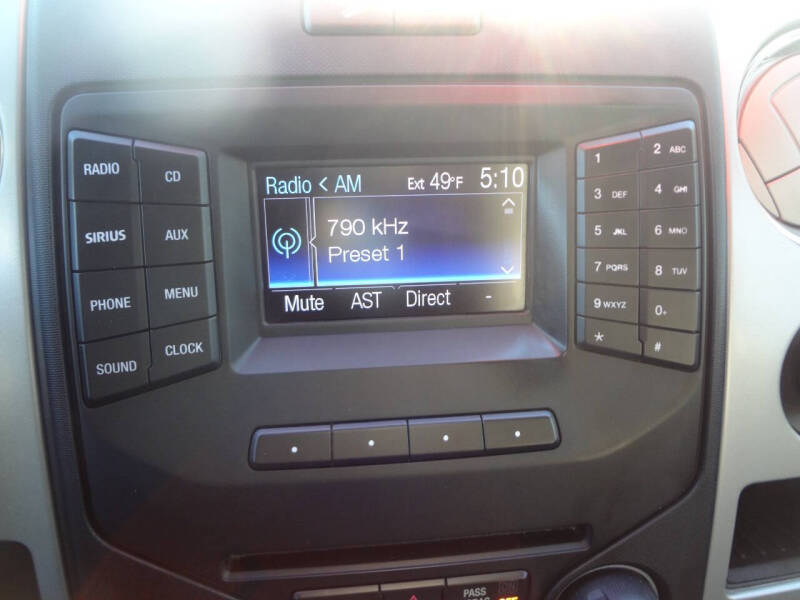 RADIO CD
SIRIUS AUX
PHONE MENU
SOUND CLOCK
Radio < AM Ext 49°F 5:10
790 kHz
Preset 1
Mute AST Direct -
1 2 ABC
3 DEF 4 GHI
5 JKL 6 MNO
7 PQRS 8 TUV
9 WXYZ 0+
* #
PASS
OFF